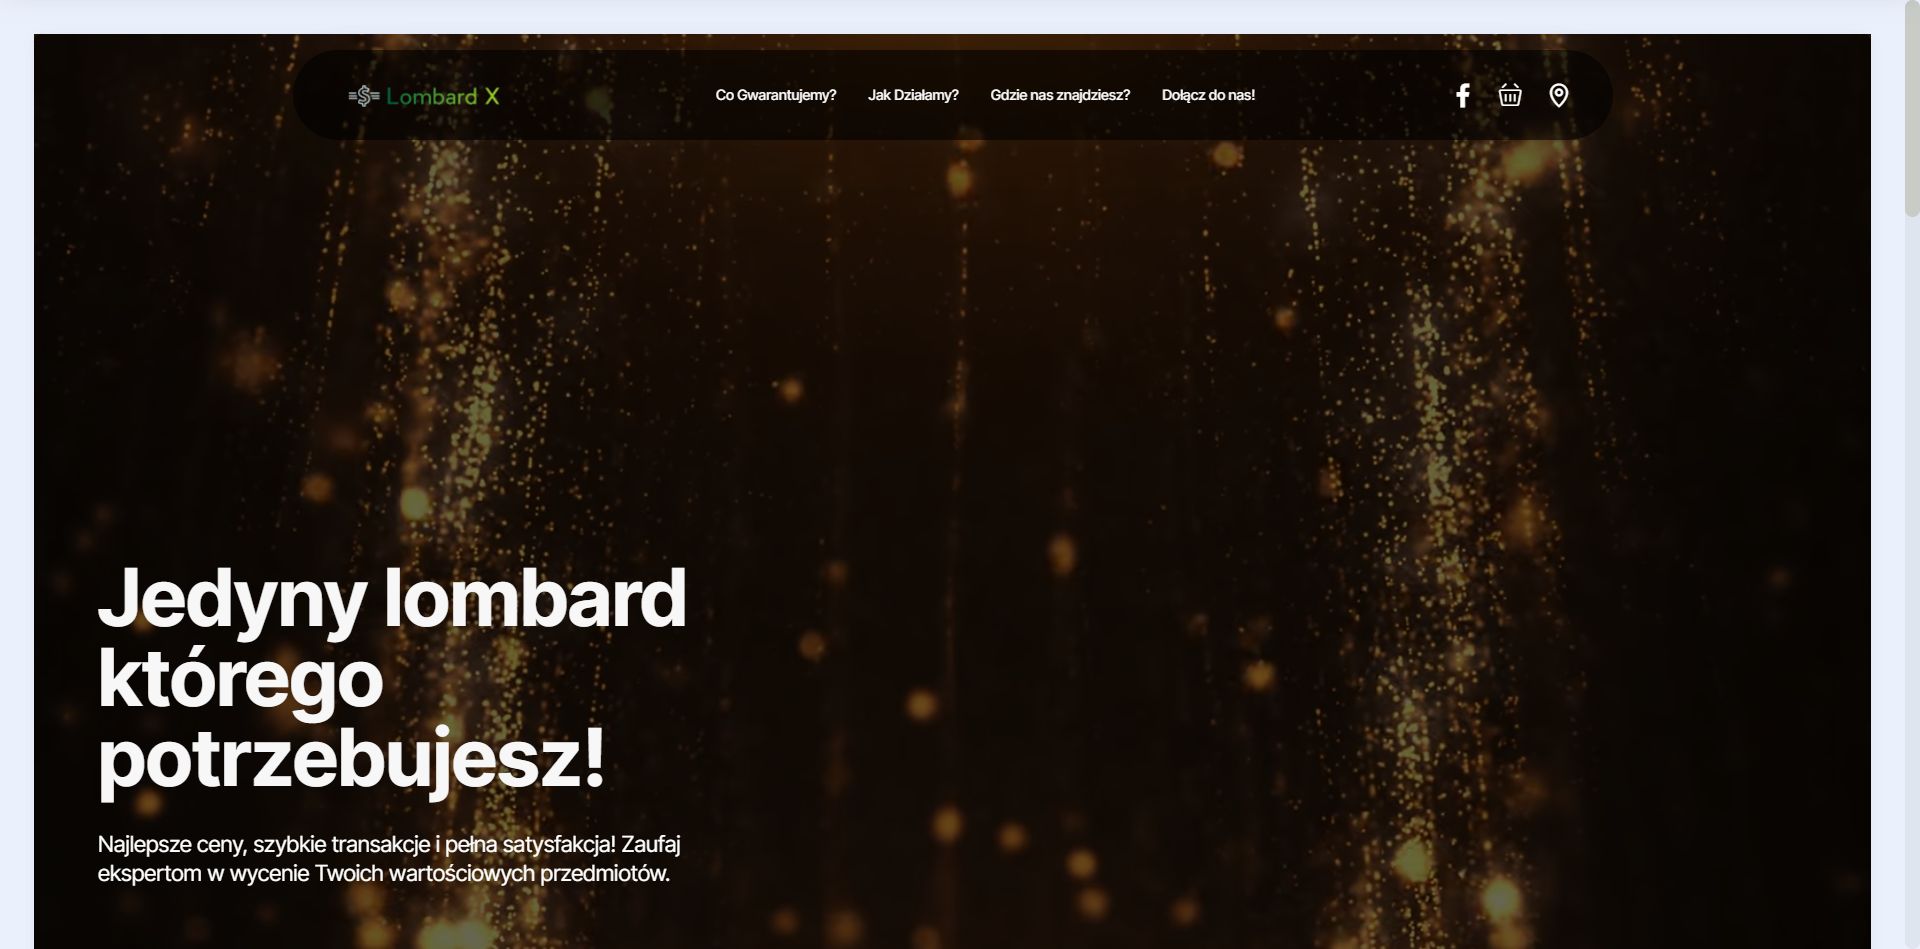 Lombard X
Co Gwarantujemy? Jak Działamy? Gdzie nas znajdziesz? Dołącz do nas!
Jedyny lombard
którego
potrzebujesz!
Najlepsze ceny, szybkie transakcje i pełna satysfakcja! Zaufaj
ekspertom w wycenie Twoich wartościowych przedmiotów.